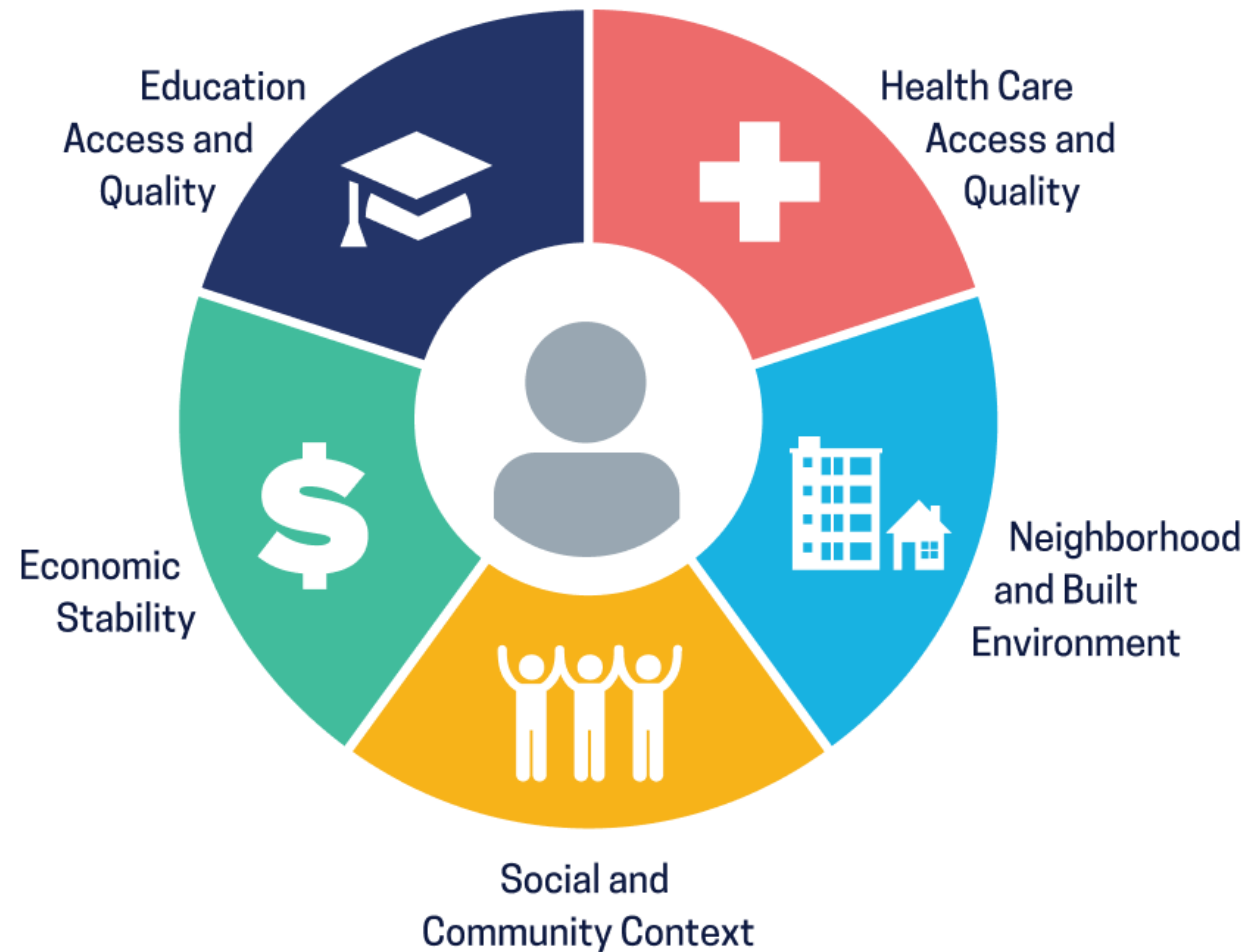 Education
Access and
Quality
Health Care
Access and
Quality
Neighborhood
and Built
Environment
Economic
Stability
Social and
Community Context